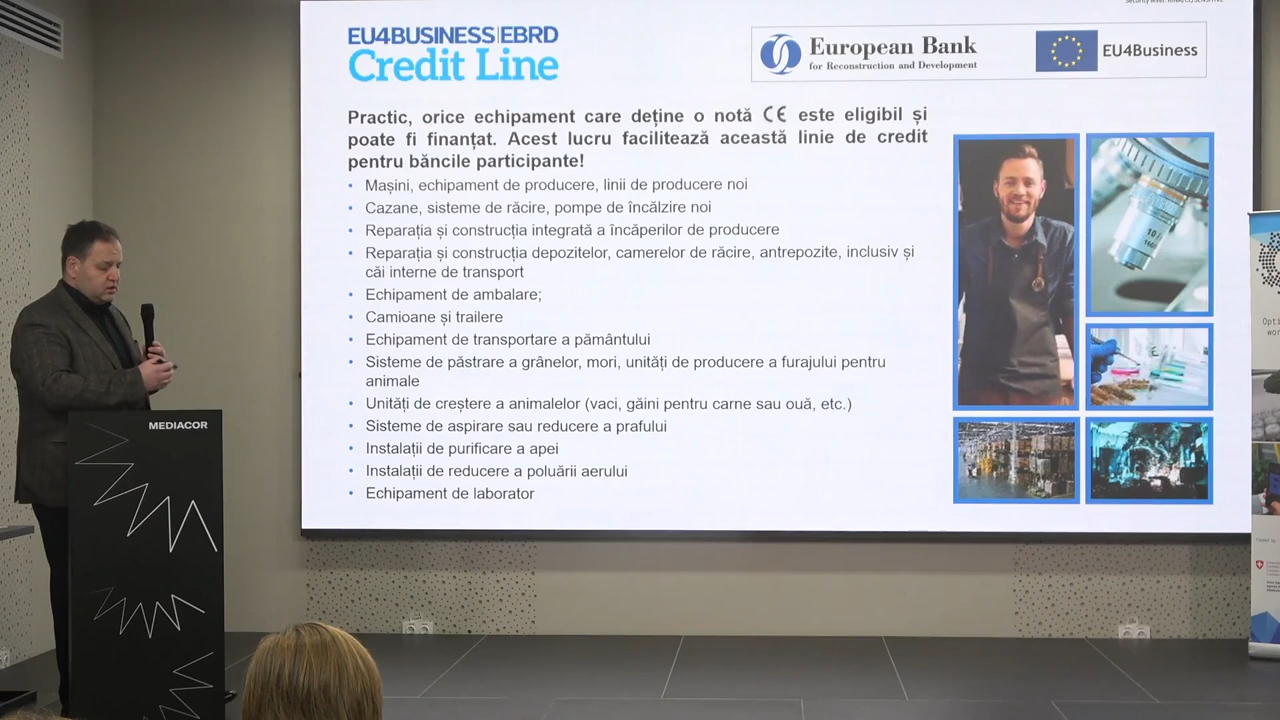 EU4BUSINESS|EBRD
Credit Line
European Bank
for Reconstruction and Development
EU4Business
Practic, orice echipament care deține o notă CE este eligibil și
poate fi finanțat. Acest lucru facilitează această linie de credit
pentru băncile participante!
• Mașini, echipament de producere, linii de producere noi
• Cazane, sisteme de răcire, pompe de încălzire noi
• Reparația și construcția integrată a încăperilor de producere
• Reparația și construcția depozitelor, camerelor de răcire, antrepozite, inclusiv și
căi interne de transport
• Echipament de ambalare;
• Camioane și trailere
• Echipament de transportare a pământului
• Sisteme de păstrare a grânelor, mori, unități de producere a furajului pentru
animale
• Unități de creștere a animalelor (vaci, găini pentru carne sau ouă, etc.)
• Sisteme de aspirare sau reducere a prafului
• Instalații de purificare a apei
• Instalații de reducere a poluării aerului
• Echipament de laborator
10
MEDIACOR